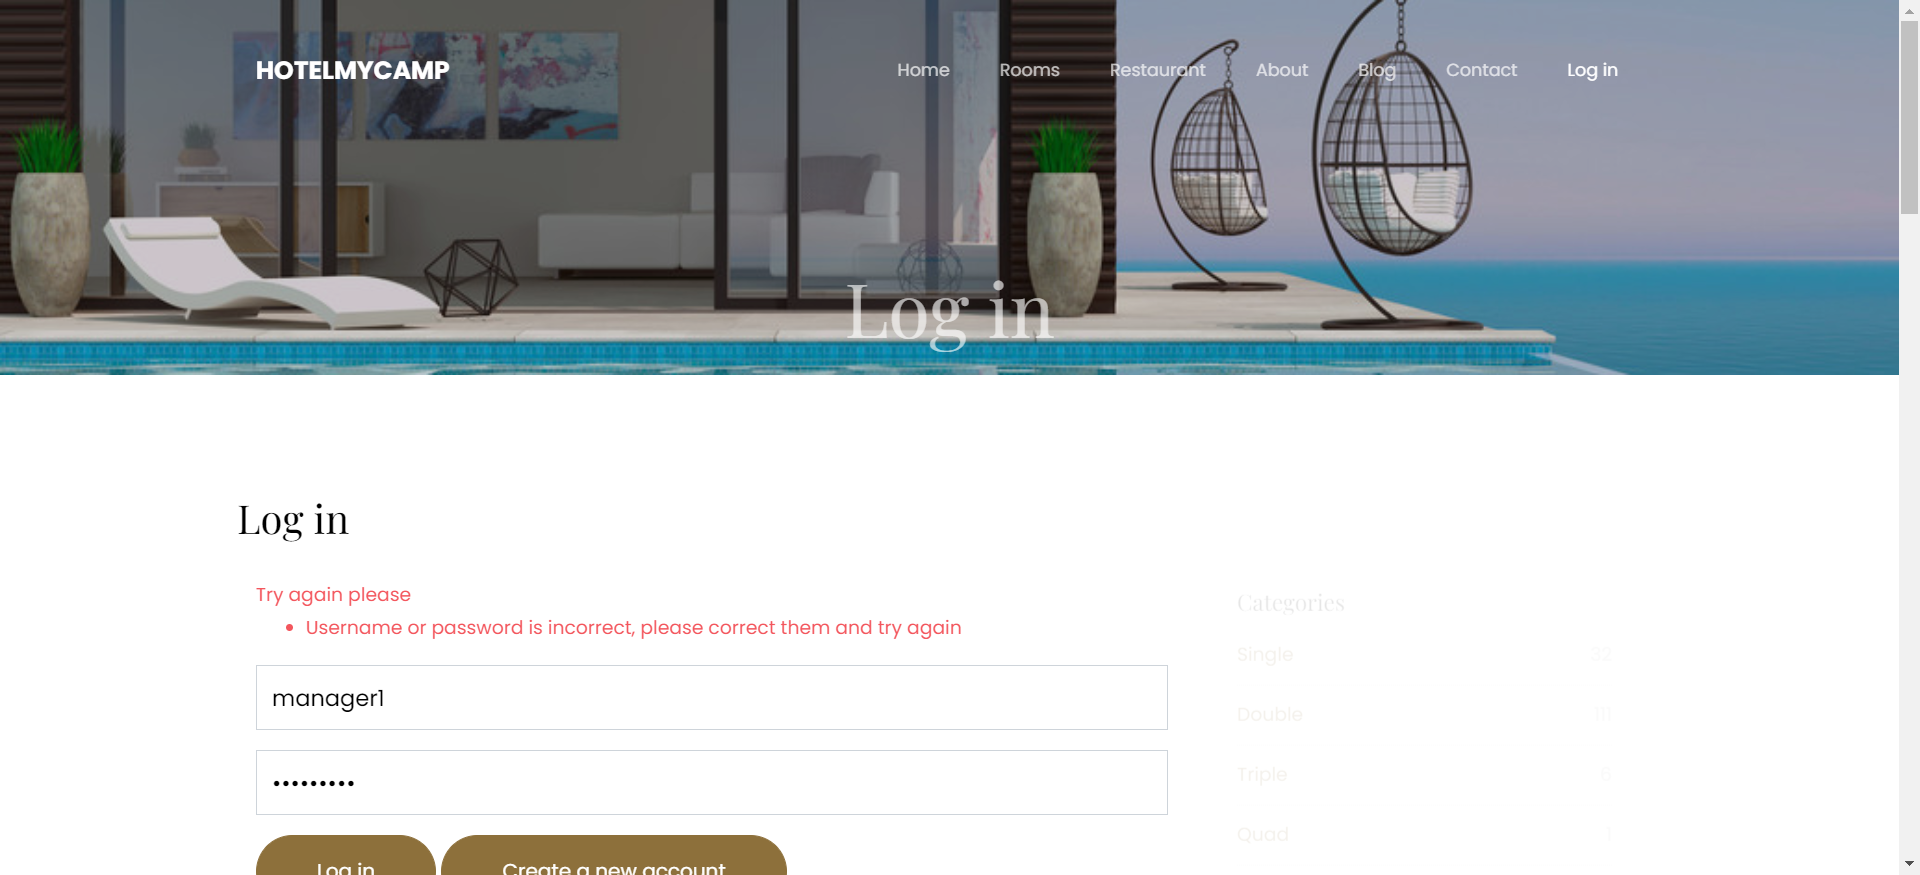 HOTELMYCAMP
Home Rooms Restaurant About Blog Contact Log in
Log in
Log in
Try again please
Username or password is incorrect, please correct them and try again
manager1
Log in Create a new account
Categories
Single 32
Double 111
Triple 8
Quad 1